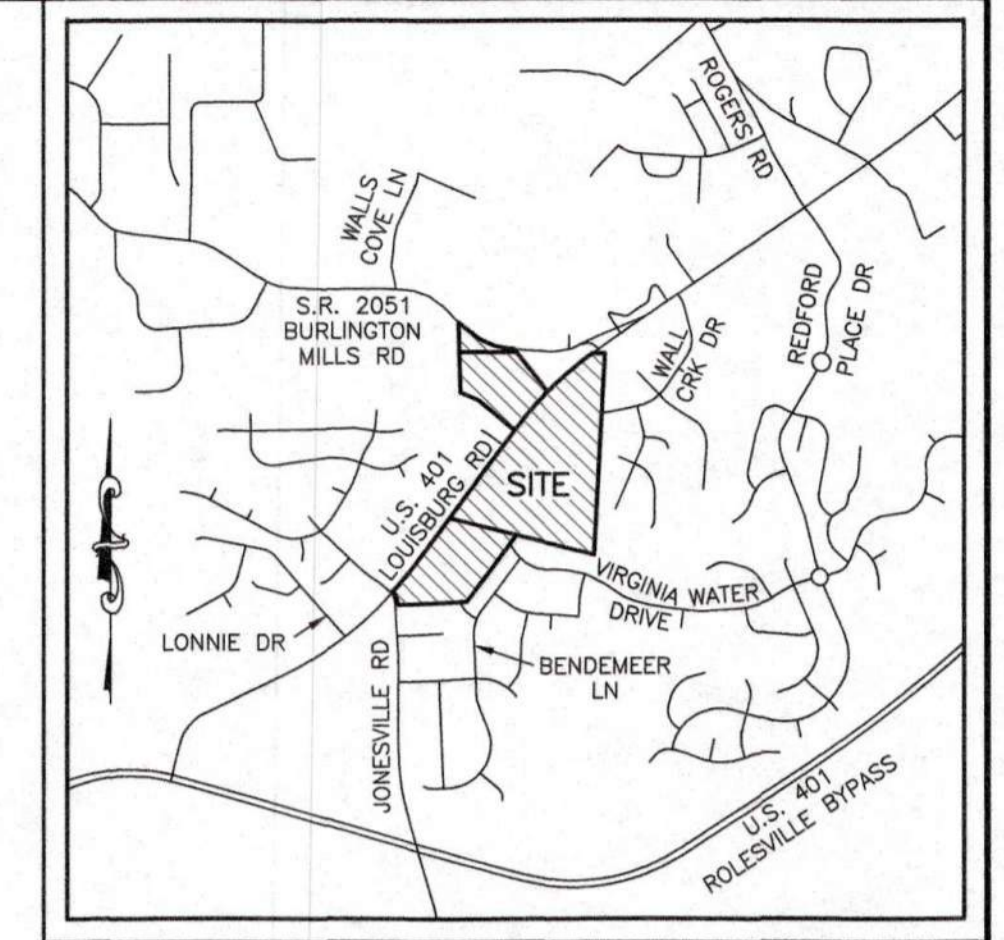 ROGERS
RD
WALLS
COVE LN
REDFORD
PLACE DR
S.R. 2051
BURLINGTON
MILLS RD
WALL
CRK DR
U.S. 401
LOUISBURG RD
SITE
VIRGINIA WATER
DRIVE
LONNIE DR
BENDEMEER
LN
JONESVILLE RD
U.S. 401
ROLESVILLE BYPASS